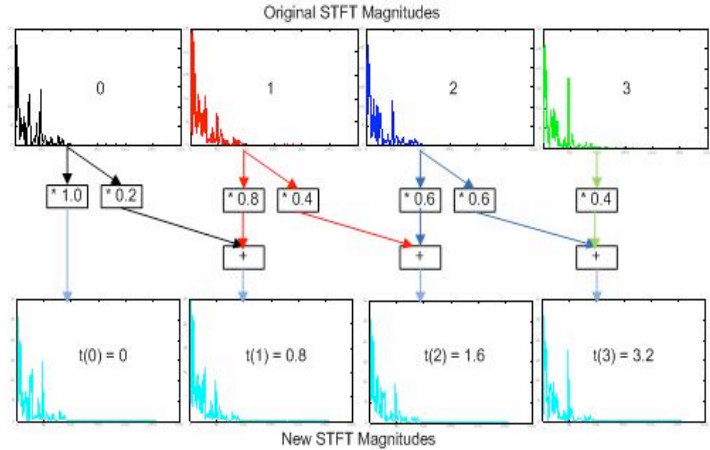 Original STFT Magnitudes
0 1 2 3
* 1.0 * 0.2 * 0.8 * 0.4 * 0.6 * 0.6 * 0.4
+ + +
t(0) = 0 t(1) = 0.8 t(2) = 1.6 t(3) = 3.2
New STFT Magnitudes